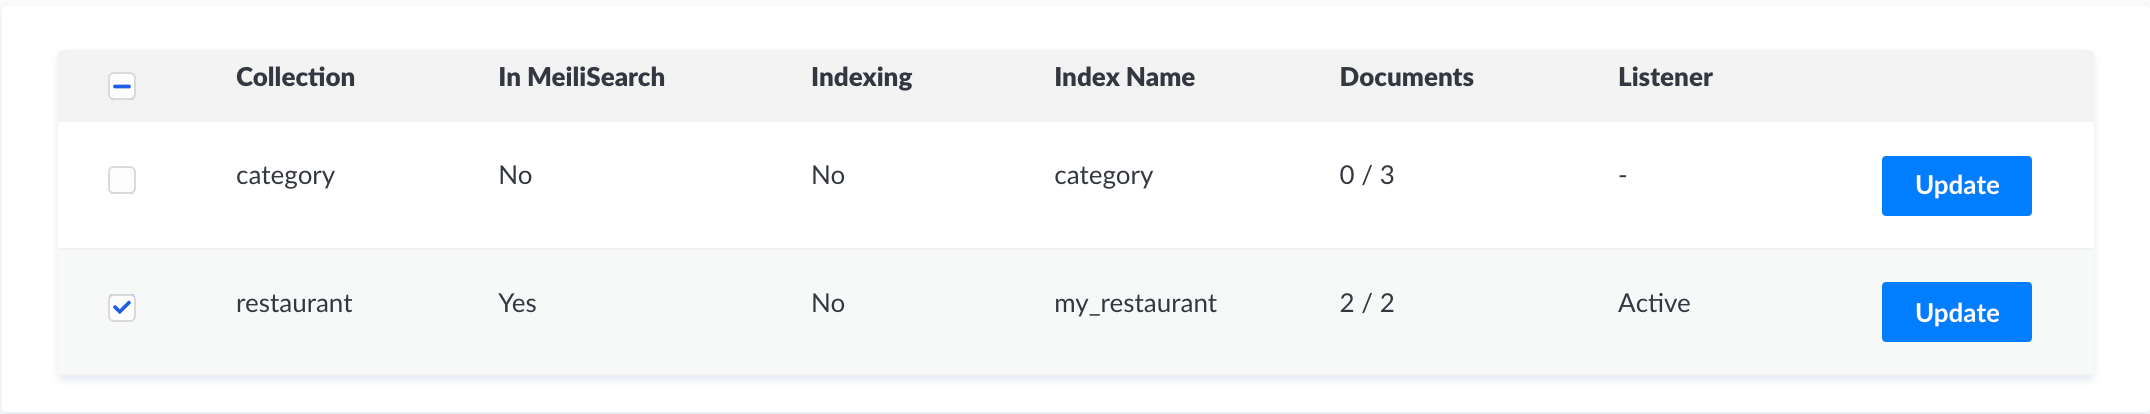 Collection In MeiliSearch Indexing Index Name Documents Listener
category No No category 0 / 3 - Update
restaurant Yes No my_restaurant 2 / 2 Active Update